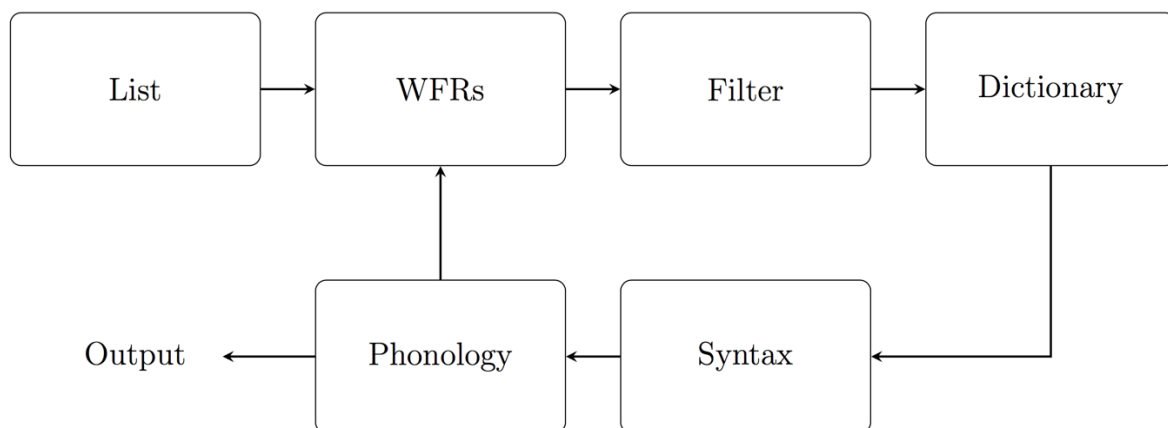 List
WFRs
Filter
Dictionary
Output
Phonology
Syntax